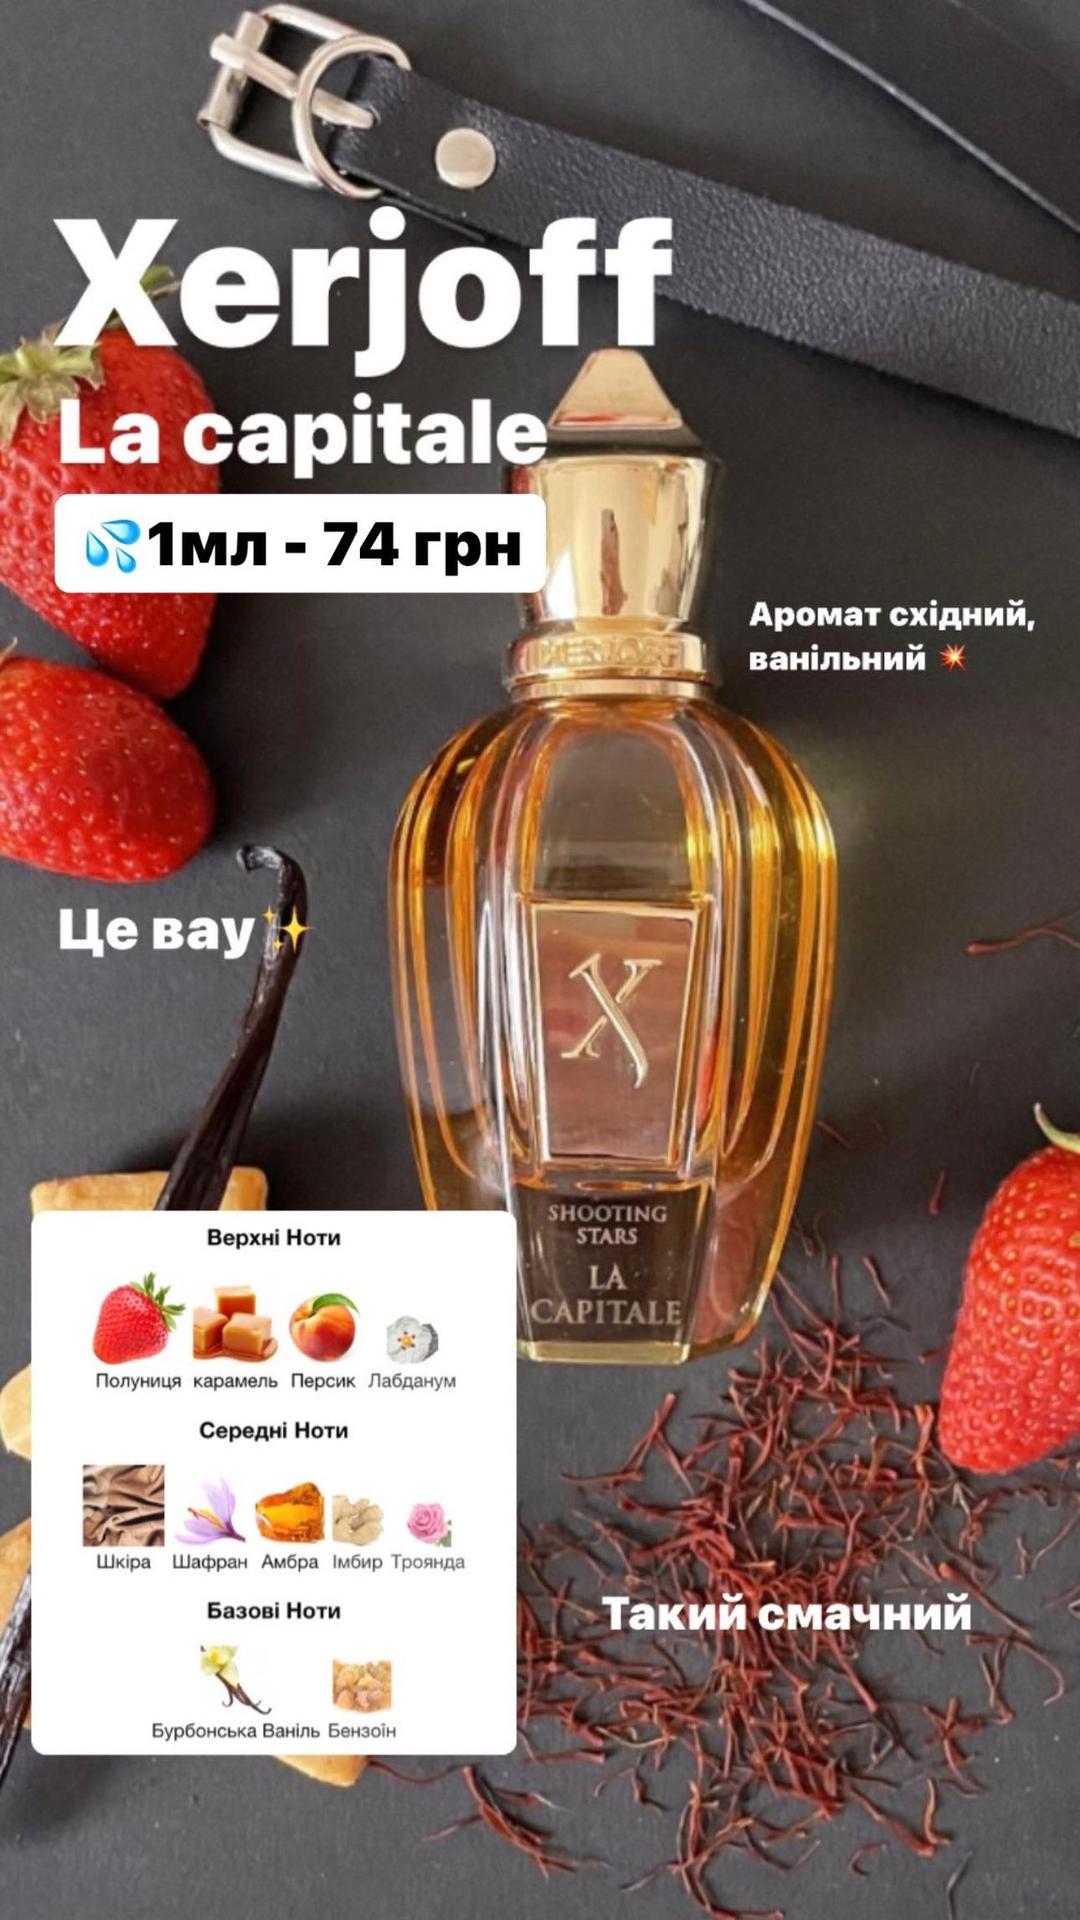 Xerjoff
La capitale
💦1мл - 74 грн
XERJOFF
Аромат східний,
ванільний 💥
Це вау✨
X
SHOOTING
STARS
LA
CAPITALE
Верхні Ноти
Полуниця карамель Персик Лабданум
Середні Ноти
Шкіра Шафран Амбра Імбир Троянда
Базові Ноти
Бурбонська Ваніль Бензоїн
Такий смачний